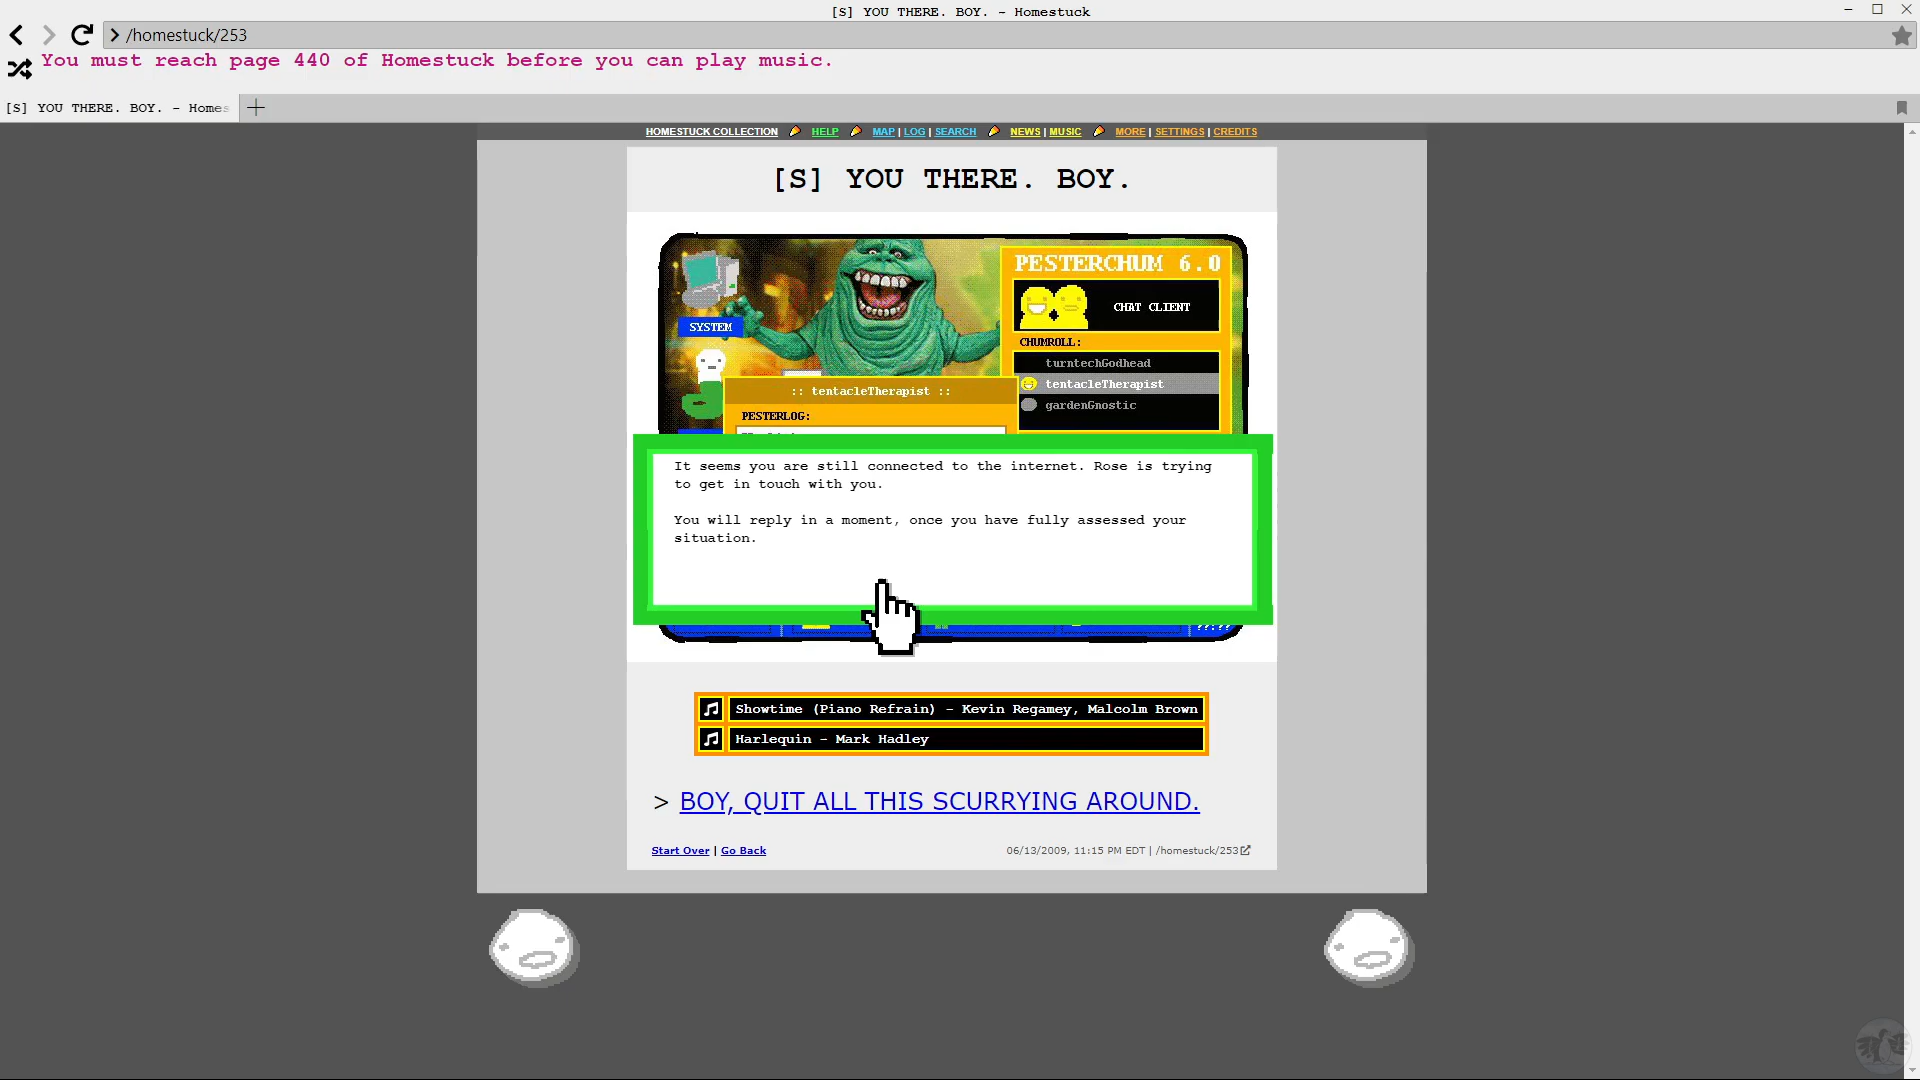 [S] YOU THERE. BOY. - Homestuck
/homestuck/253
You must reach page 440 of Homestuck before you can play music.
[S] YOU THERE. BOY. - Homes
HOMESTUCK COLLECTION HELP MAP | LOG | SEARCH NEWS | MUSIC MORE | SETTINGS | CREDITS
[S] YOU THERE. BOY.
PESTERCHUM 6.0
CHAT CLIENT
SYSTEM
CHUMROLL:
turntechGodhead
tentacleTherapist
gardenGnostic
:: tentacleTherapist ::
PESTERLOG:
It seems you are still connected to the internet. Rose is trying
to get in touch with you.
You will reply in a moment, once you have fully assessed your
situation.
??:??
Showtime (Piano Refrain) - Kevin Regamey, Malcolm Brown
Harlequin - Mark Hadley
> BOY, QUIT ALL THIS SCURRYING AROUND.
Start Over | Go Back
06/13/2009, 11:15 PM EDT | /homestuck/253